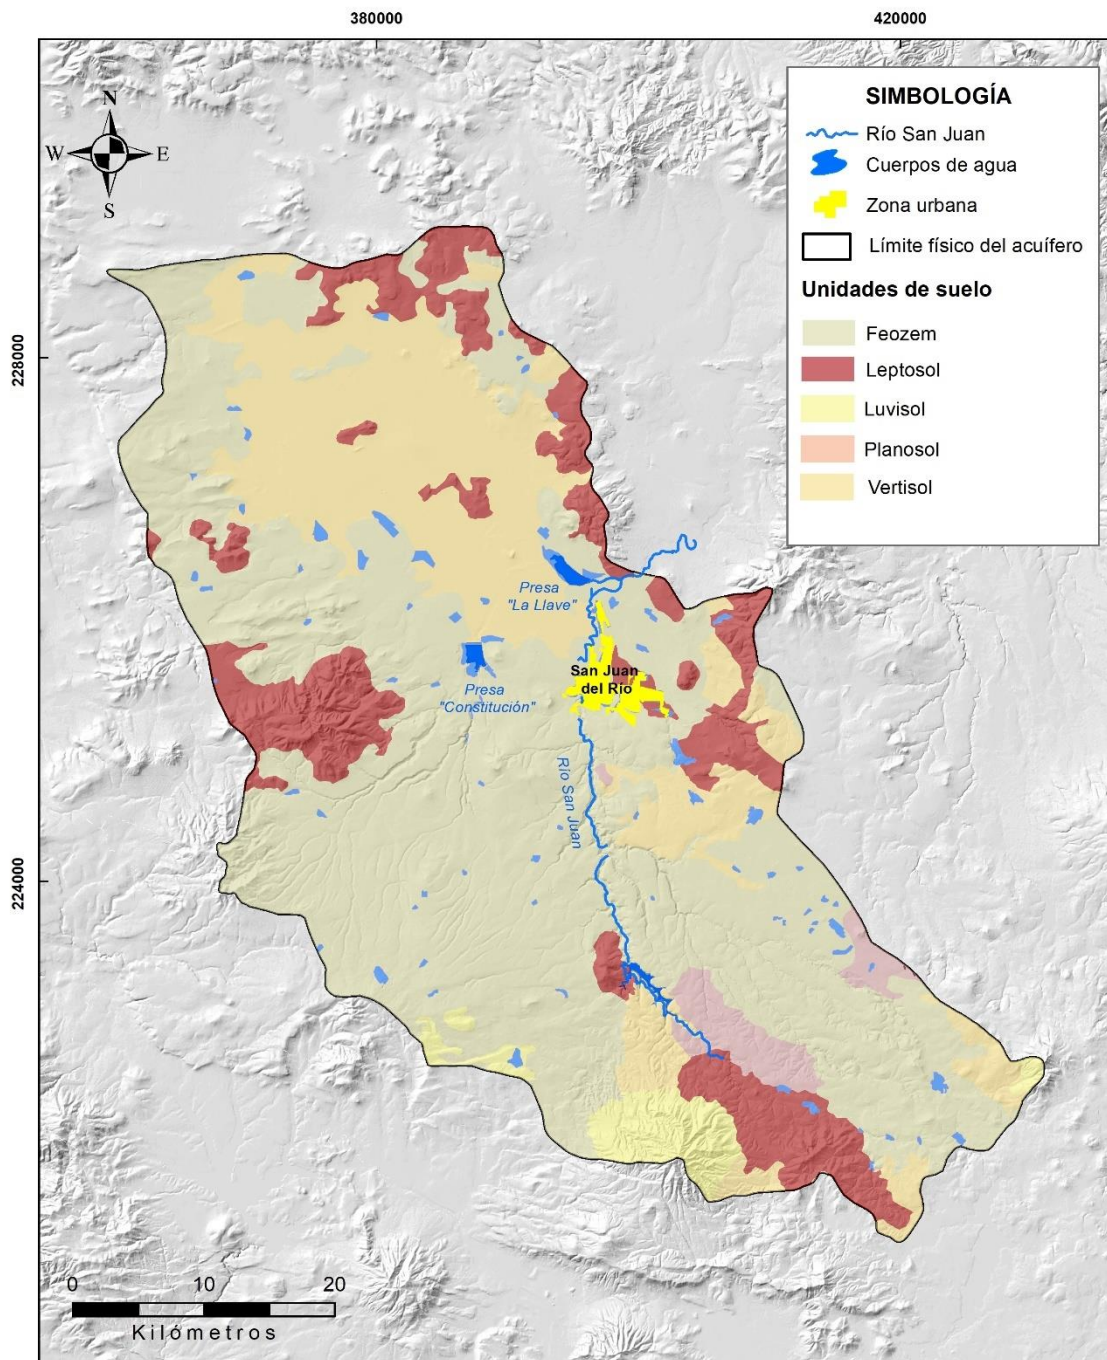 380000
420000
N
W
E
S
228000
224000
SIMBOLOGÍA
Río San Juan
Cuerpos de agua
Zona urbana
Límite físico del acuífero
Unidades de suelo
Feozem
Leptosol
Luvisol
Planosol
Vertisol
Presa
"La Llave"
San Juan
del Río
Presa
"Constitución"
Río San Juan
0
10
20
Kilómetros